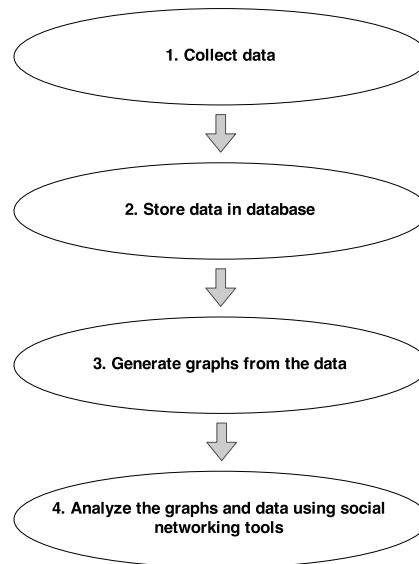 1. Collect data
2. Store data in database
3. Generate graphs from the data
4. Analyze the graphs and data using social
networking tools